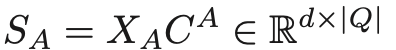 $S_A = X_A C^A \in \mathbb{R}^{d \times |Q|}$